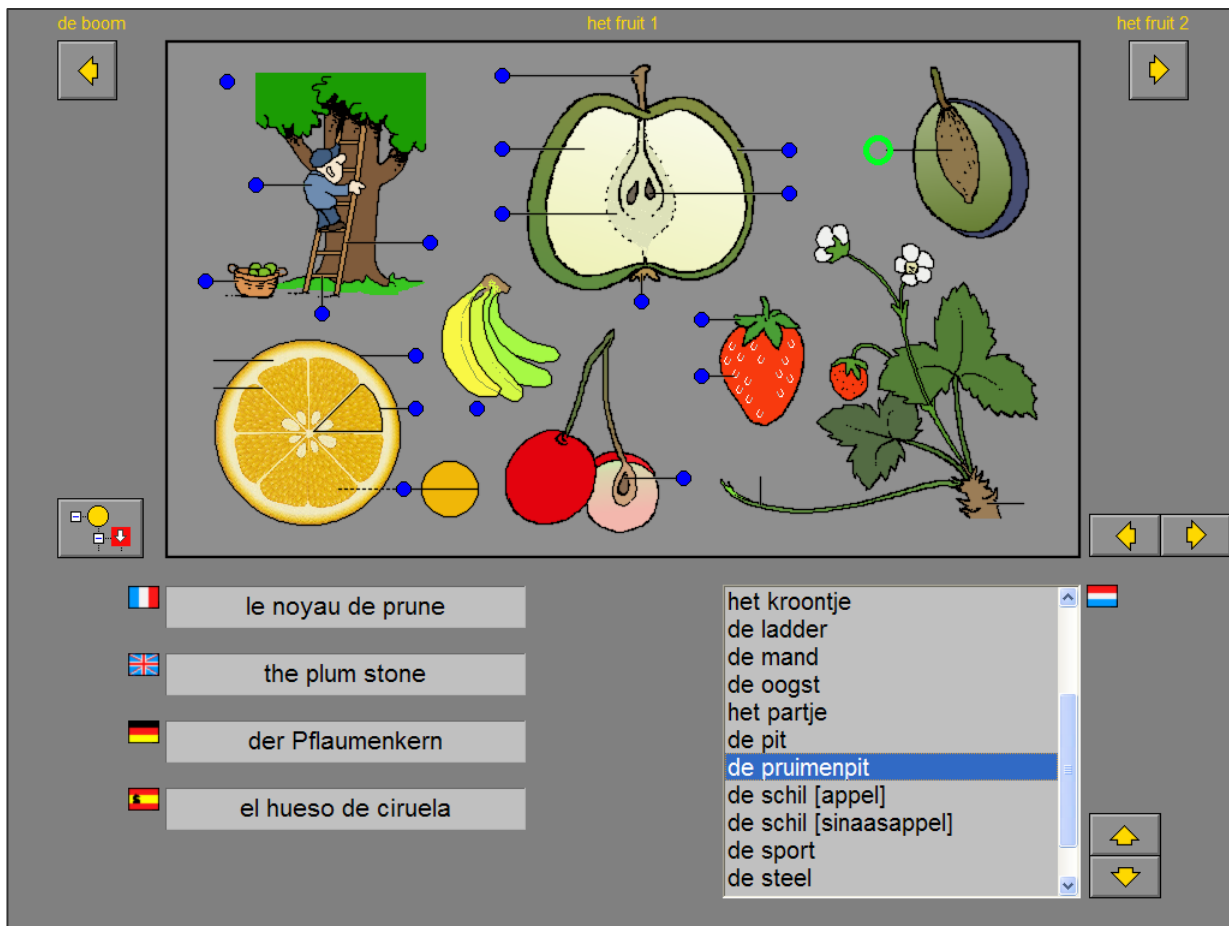 de boom
het fruit 1
het fruit 2
le noyau de prune
the plum stone
der Pflaumenkern
el hueso de ciruela
het kroontje
de ladder
de mand
de oogst
het partje
de pit
de pruimenpit
de schil [appel]
de schil [sinaasappel]
de sport
de steel